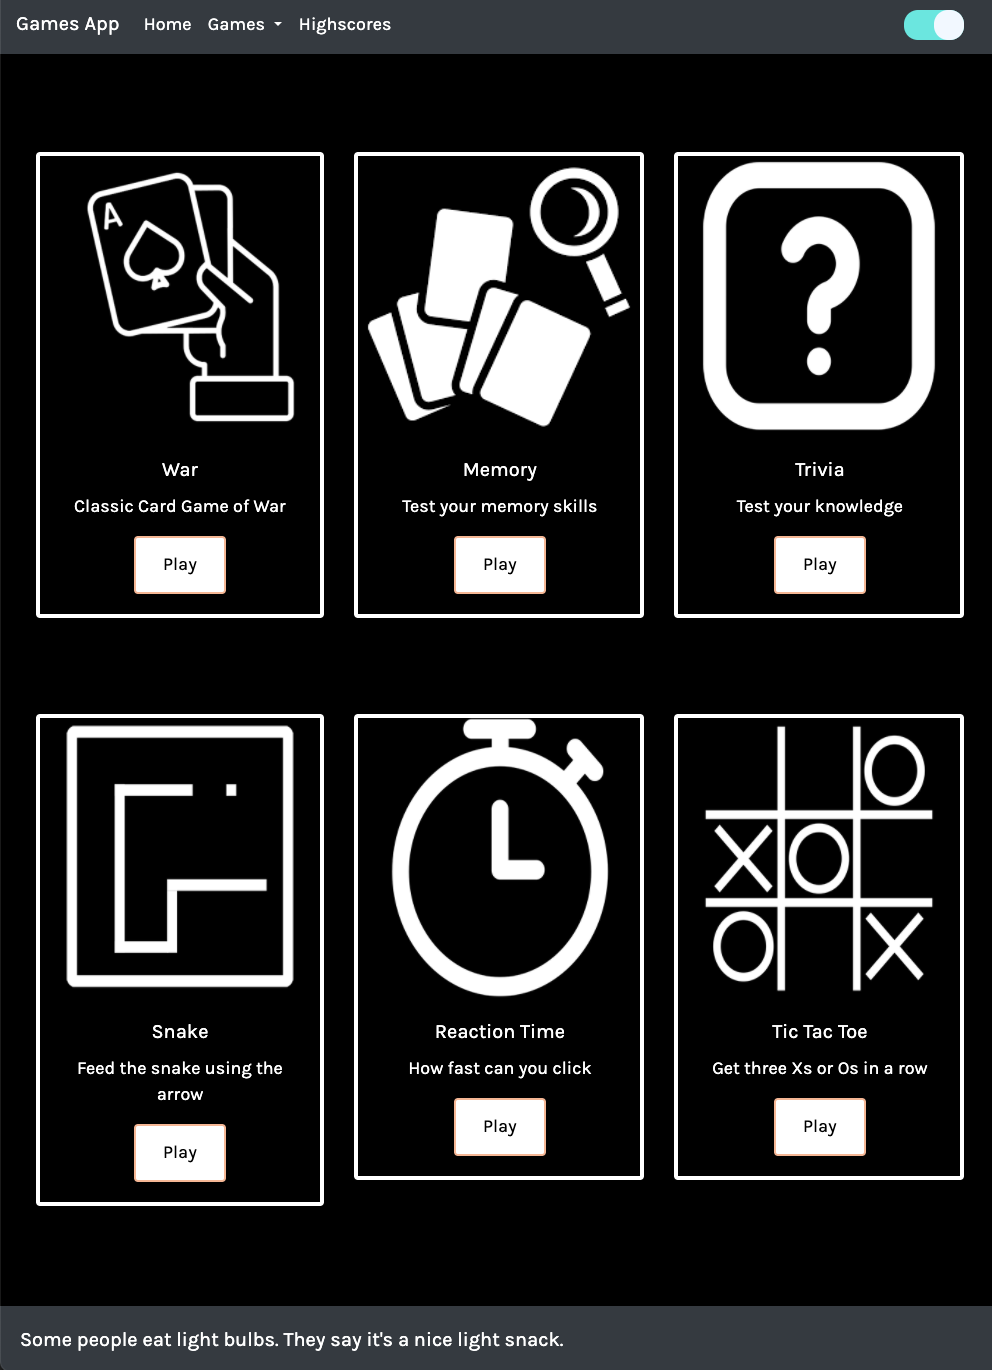 Games App Home Games Highscores
A
War
Classic Card Game of War
Play
Memory
Test your memory skills
Play
Trivia
Test your knowledge
Play
?
Snake
Feed the snake using the
arrow
Play
Reaction Time
How fast can you click
Play
O
X O
O X
Tic Tac Toe
Get three Xs or Os in a row
Play
Some people eat light bulbs. They say it's a nice light snack.